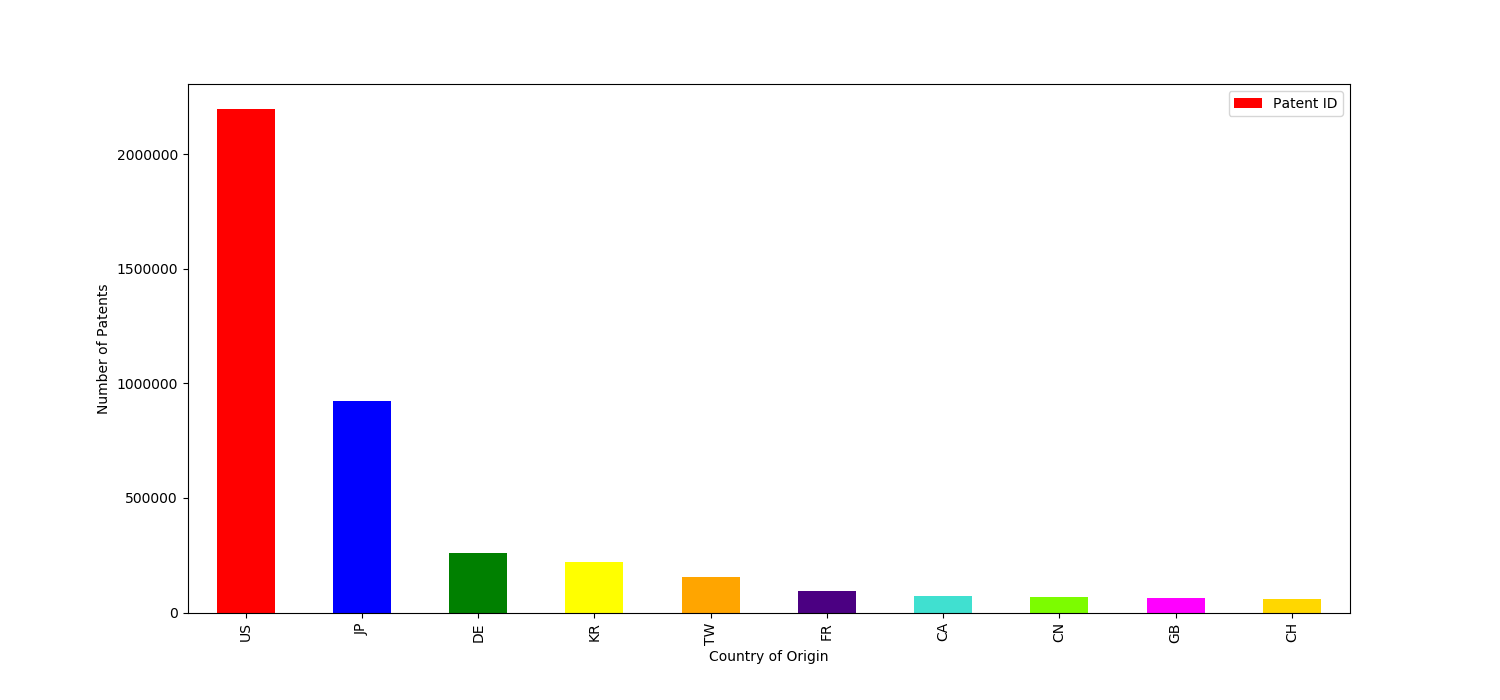 Patent ID
2000000
1500000
1000000
500000
0
Number of Patents
US JP DE KR TW FR CA CN GB CH
Country of Origin